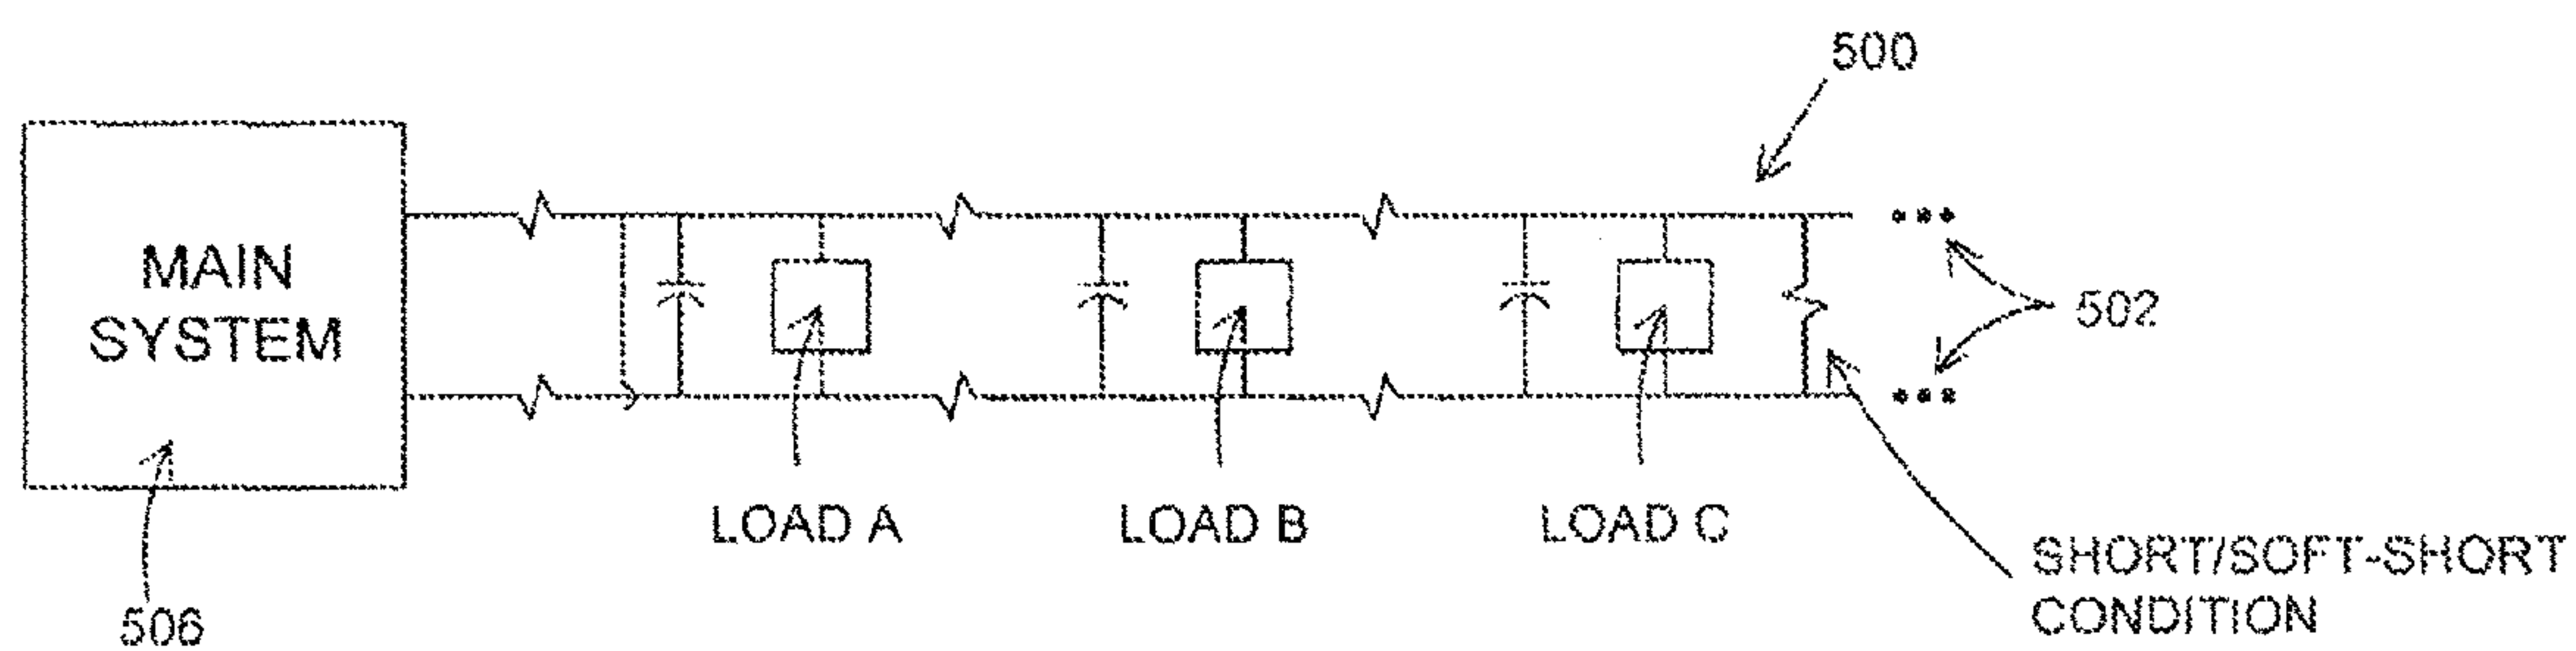 500
MAIN
SYSTEM
502
LOAD A
LOAD B
LOAD C
SHORT/SOFT-SHORT
CONDITION
506